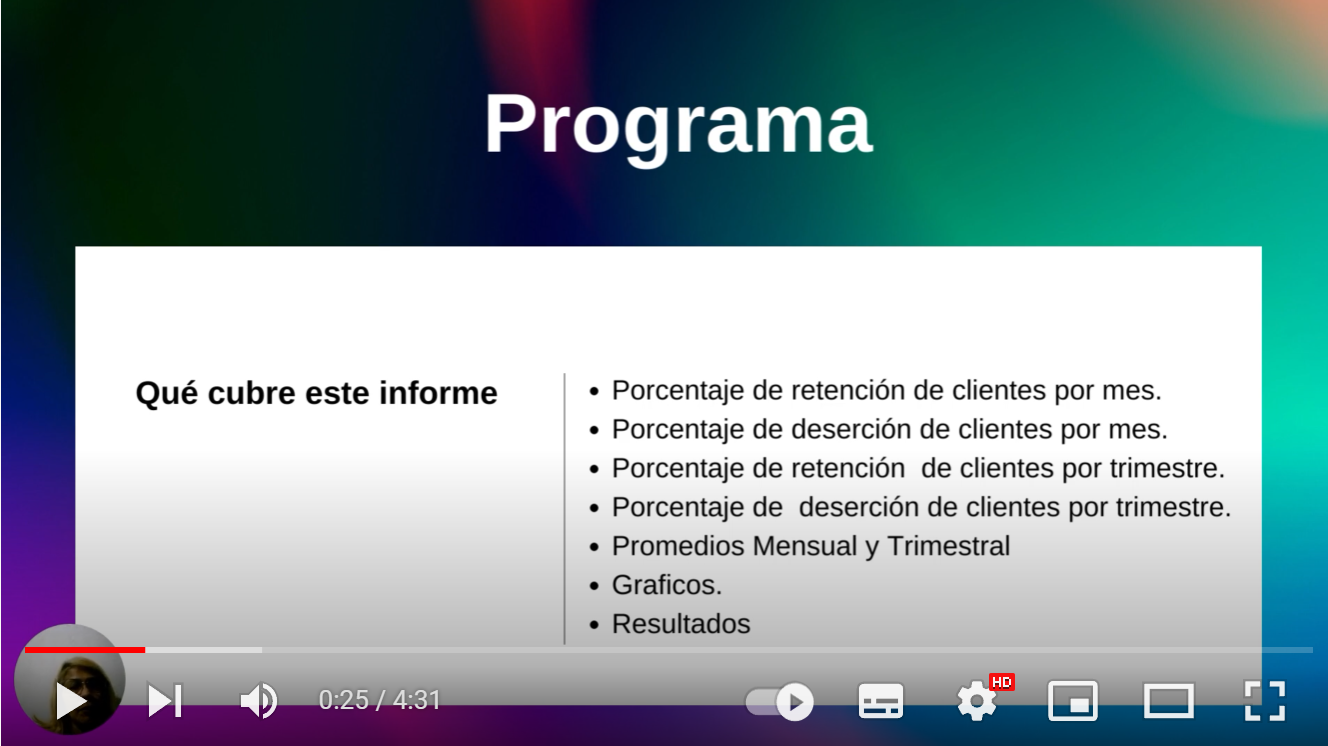 Programa
Qué cubre este informe
• Porcentaje de retención de clientes por mes.
• Porcentaje de deserción de clientes por mes.
• Porcentaje de retención  de clientes por trimestre.
• Porcentaje de  deserción de clientes por trimestre.
• Promedios Mensual y Trimestral
• Graficos.
• Resultados
0:25 / 4:31
HD